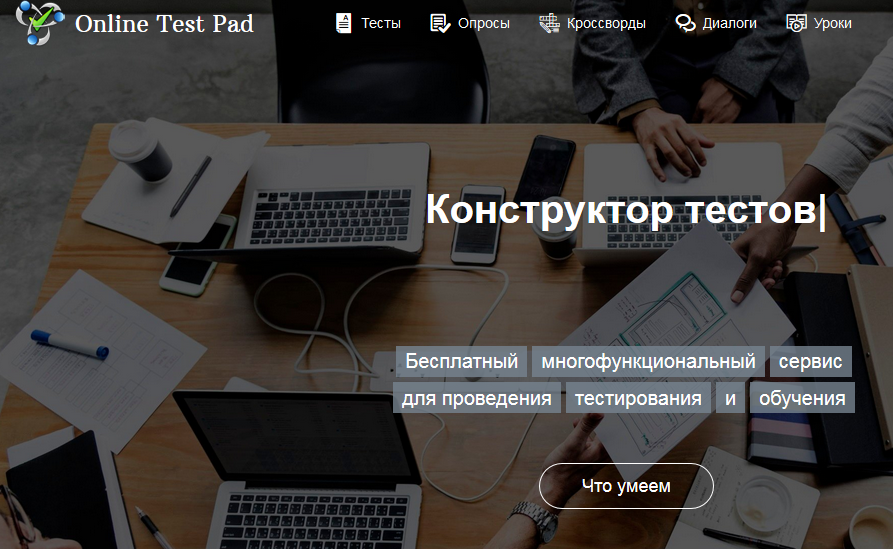 Online Test Pad
Тесты
Опросы
Кроссворды
Диалоги
Уроки
Конструктор тестов|
Бесплатный многофункциональный сервис
для проведения тестирования и обучения
Что умеем